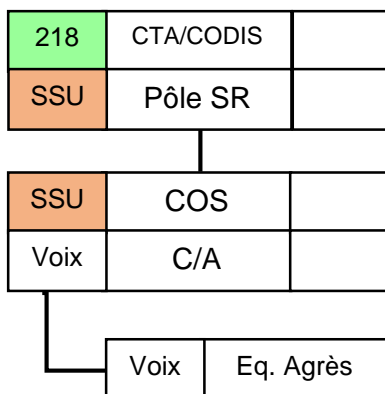 218 CTA/CODIS
SSU Pôle SR
SSU COS
Voix C/A
Voix Eq. Agrès